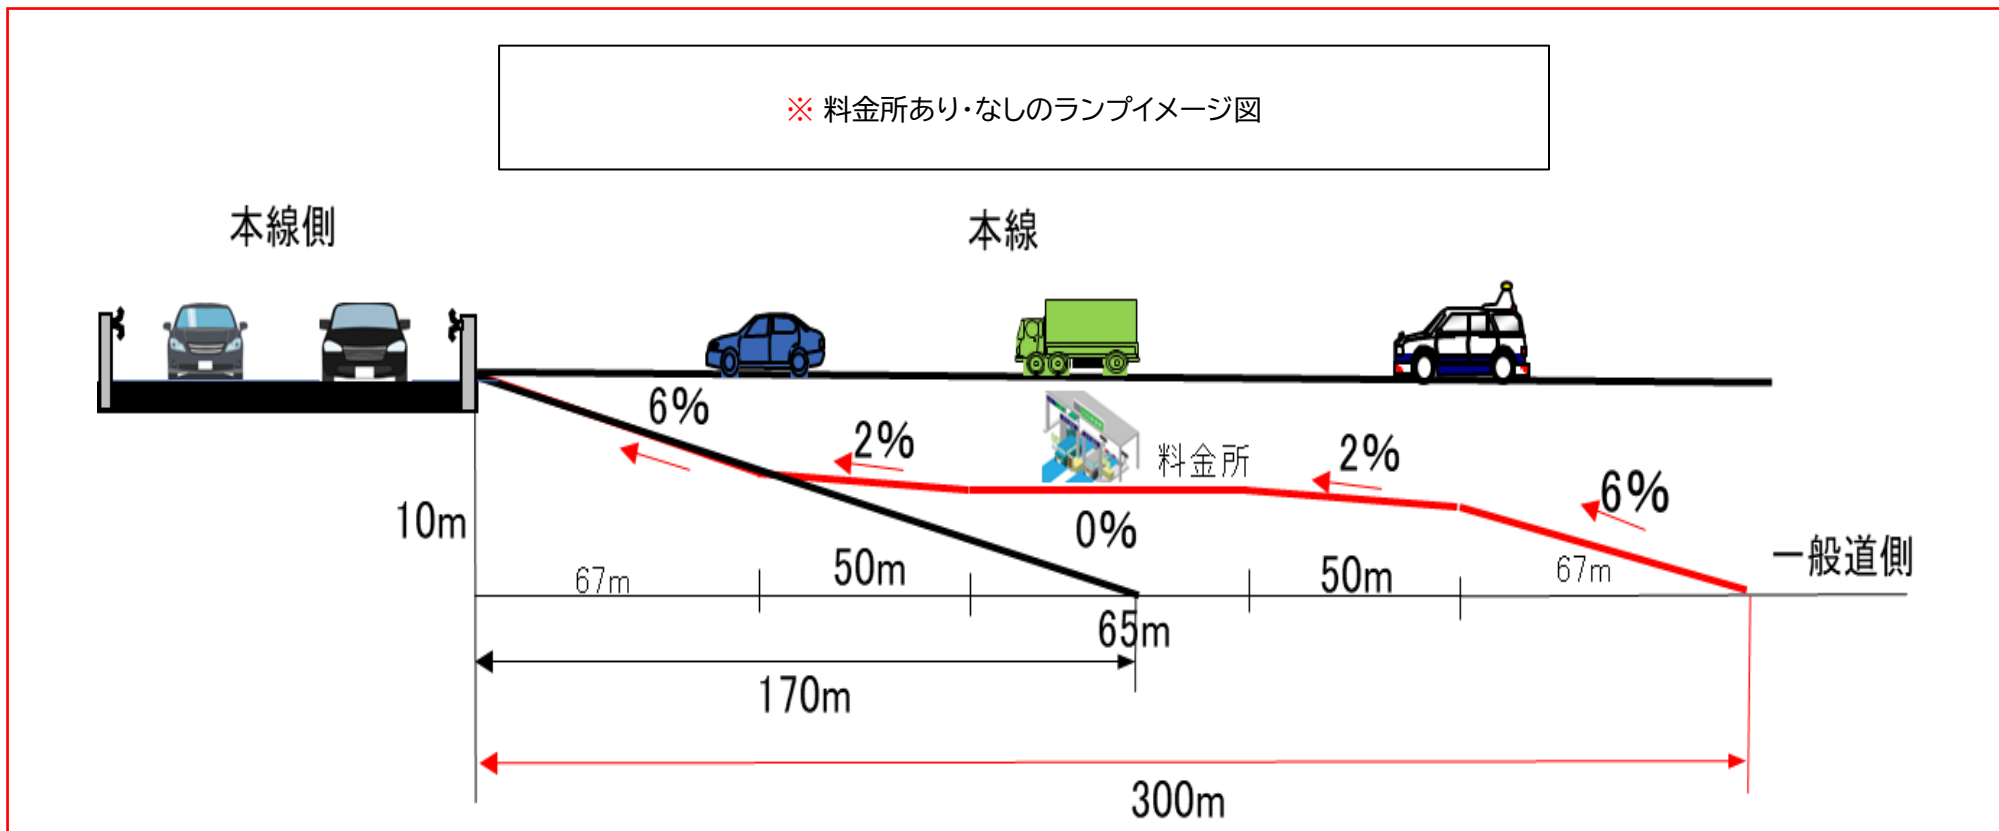 ※ 料金所あり・なしのランプイメージ図
本線側
本線
6%
2%
料金所
2%
6%
10m
0%
一般道側
67m
50m
50m
67m
65m
170m
300m